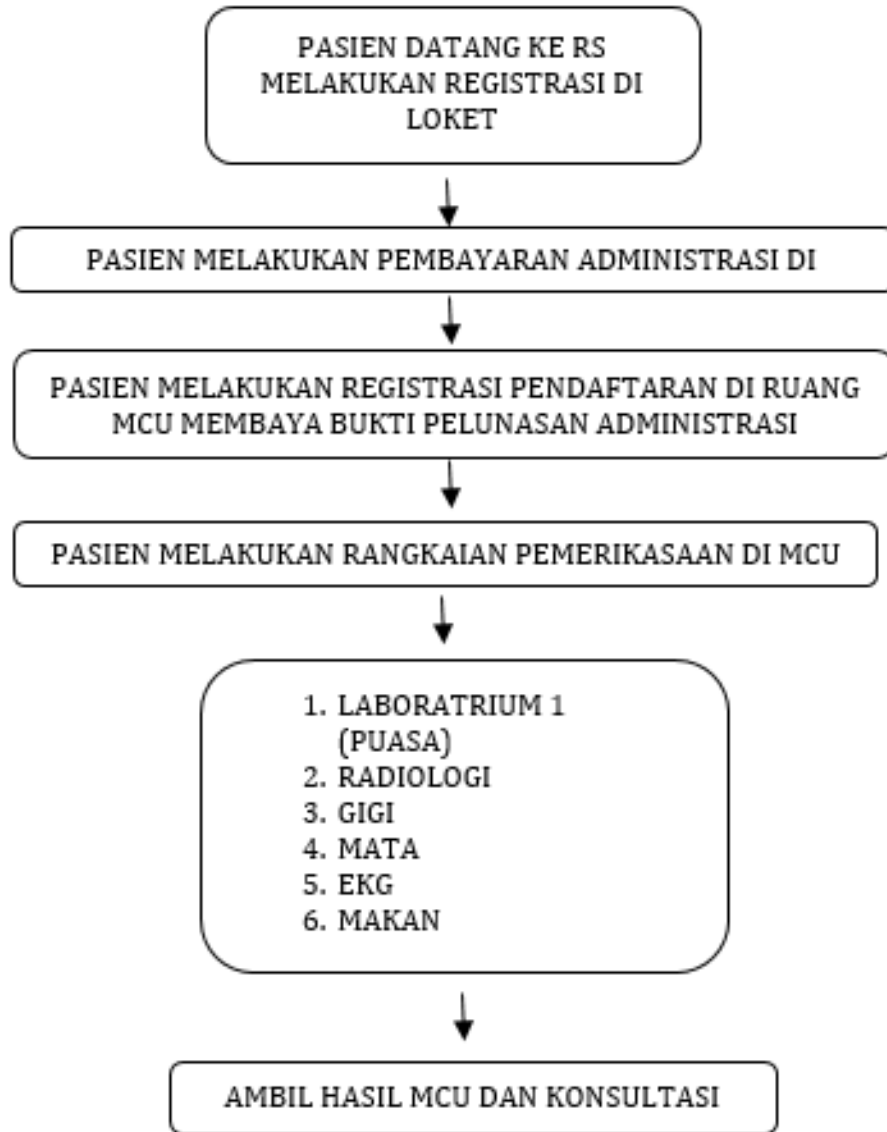 PASIEN DATANG KE RS
MELAKUKAN REGISTRASI DI
LOKET
PASIEN MELAKUKAN PEMBAYARAN ADMINISTRASI DI
PASIEN MELAKUKAN REGISTRASI PENDAFTARAN DI RUANG
MCU MEMBAYA BUKTI PELUNASAN ADMINISTRASI
PASIEN MELAKUKAN RANGKAIAN PEMERIKASAAN DI MCU
1. LABORATRIUM 1
(PUASA)
2. RADIOLOGI
3. GIGI
4. MATA
5. EKG
6. MAKAN
AMBIL HASIL MCU DAN KONSULTASI